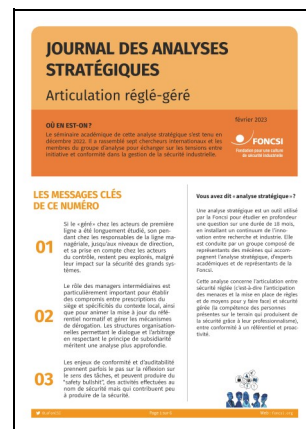 JOURNAL DES ANALYSES
STRATÉGIQUES
Articulation réglé-géré
février 2023
OÙ EN EST-ON ?
Le séminaire académique de cette analyse stratégique s'est tenu en
décembre 2022. Il a rassemblé sept chercheurs internationaux et les
membres du groupe d'analyse pour échanger sur les tensions entre
initiative et conformité dans la gestion de la sécurité industrielle.
FONCSI
Fondation pour une culture
de sécurité industrielle
LES MESSAGES CLÉS
DE CE NUMÉRO
01
Si le « géré » chez les acteurs de première
ligne a été longuement étudié, son pen-
dant chez les responsables de la ligne ma-
nagériale, jusqu'aux niveaux de direction,
et sa prise en compte chez les acteurs
du contrôle, restent peu explorés, malgré
leur impact sur la sécurité des grands sys-
tèmes.
02
Le rôle des managers intermédiaires est
particulièrement important pour établir
des compromis entre prescriptions du
siège et spécificités du contexte local, ainsi
que pour animer la mise à jour du réfé-
rentiel normatif et gérer les mécanismes
de dérogation. Les structures organisation-
nelles permettant le dialogue et l'arbitrage
en respectant le principe de subsidiarité
méritent une analyse plus approfondie.
03
Les enjeux de conformité et d'auditabilité
prennent parfois le pas sur la réflexion sur
le sens des tâches, et peuvent produire du
"safety bullshit", des activités effectuées au
nom de sécurité mais qui contribuent peu
à produire de la sécurité.
Vous avez dit « analyse stratégique » ?
Une analyse stratégique est un outil utilisé
par la Foncsi pour étudier en profondeur
une question sur une durée de 18 mois,
en installant un continuum de l'inno-
vation entre recherche et industrie. Elle
est conduite par un groupe composé de
représentants des mécènes qui accom-
pagnent l'analyse stratégique, d'experts
académiques et de représentants de la
Foncsi.
Cette analyse concerne l'articulation entre
sécurité réglée (c'est-à-dire l'anticipation
des menaces et la mise en place de règles
et de moyens pour y faire face) et sécurité
gérée (la compétence des personnes
présentes sur le terrain qui produisent de
la sécurité grâce à leur professionnalisme),
entre conformité à un référentiel et proac-
tivité.